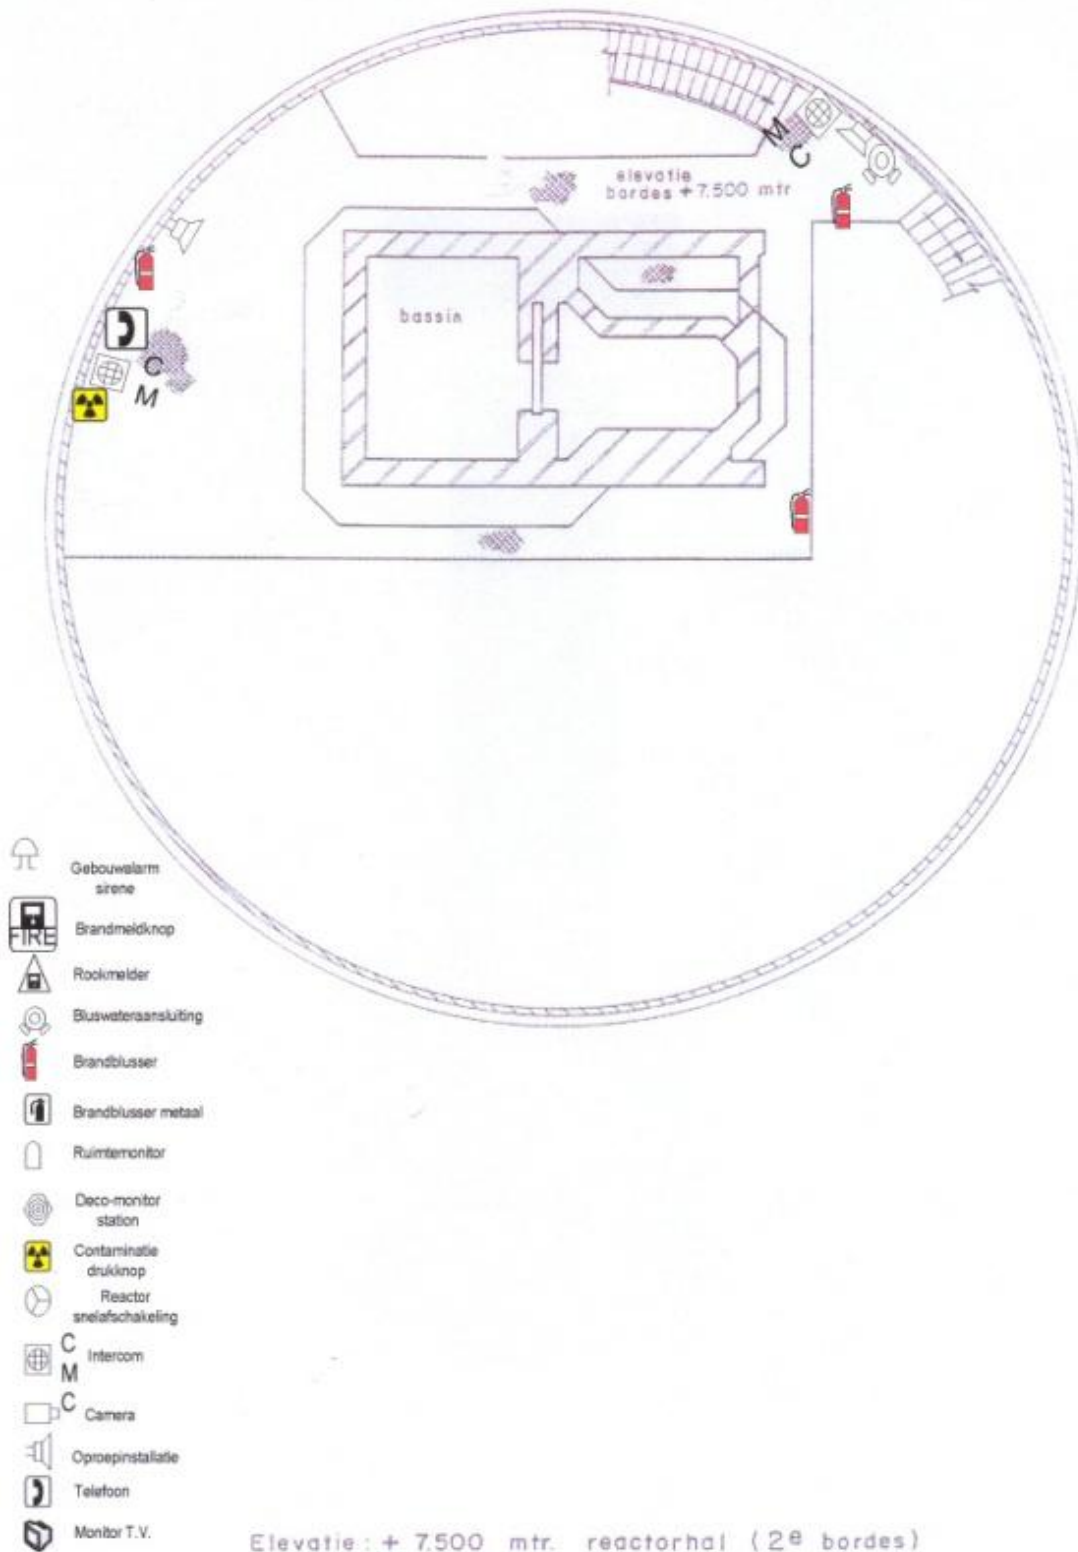 M
C
elevatie
bordes + 7.500 mtr
bassin
C
M
Gebouwalarm
sirene
FIRE
Brandmeldknop
Rookmelder
Bluswateraansluiting
Brandblusser
Brandblusser metaal
Ruimtemonitor
Deco-monitor
station
Contaminatie
drukknop
Reactor
snelafschakeling
C
M
Intercom
C
Camera
Oproepinstallatie
Telefoon
Monitor T.V.
Elevatie : + 7.500 mtr. reactorhal (2e bordes)